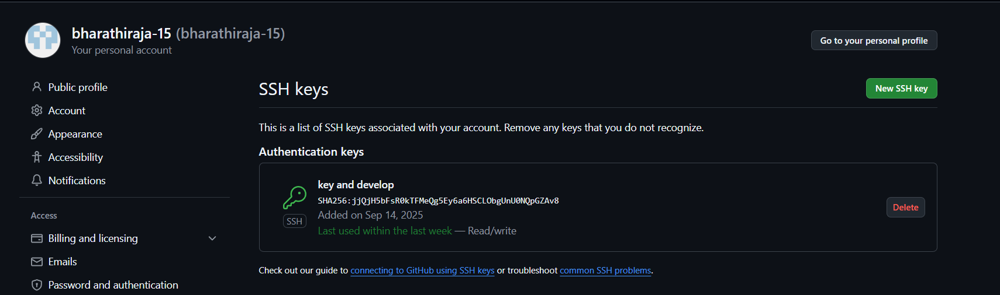 bharathiraja-15 (bharathiraja-15)
Your personal account
Go to your personal profile
Public profile
Account
Appearance
Accessibility
Notifications
Access
Billing and licensing
Emails
Password and authentication
SSH keys
New SSH key
This is a list of SSH keys associated with your account. Remove any keys that you do not recognize.
Authentication keys
key and develop
SHA256:jjQjH5bFsR0kTFMeQg5Ey6a6HSCLObgUnU0NQpGZAv8
Added on Sep 14, 2025
Last used within the last week — Read/write
SSH
Delete
Check out our guide to connecting to GitHub using SSH keys or troubleshoot common SSH problems.